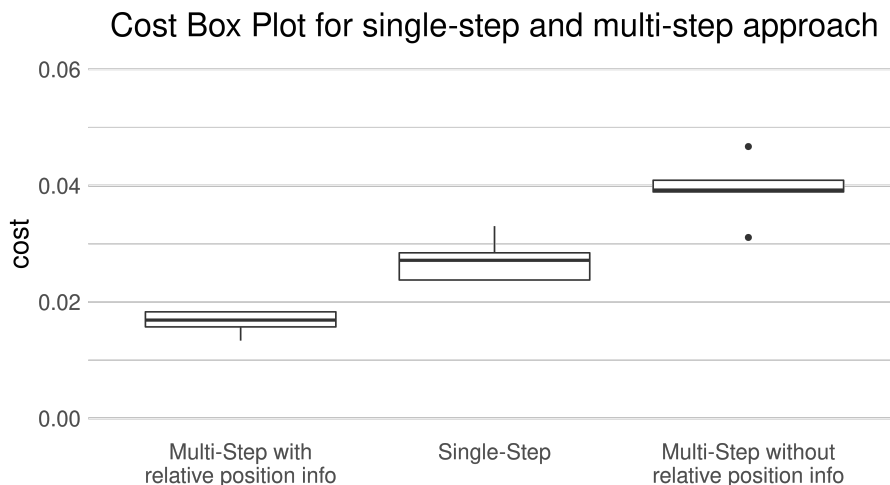 Cost Box Plot for single-step and multi-step approach
0.06
0.04
0.02
0.00
cost
Multi-Step with
relative position info
Single-Step
Multi-Step without
relative position info